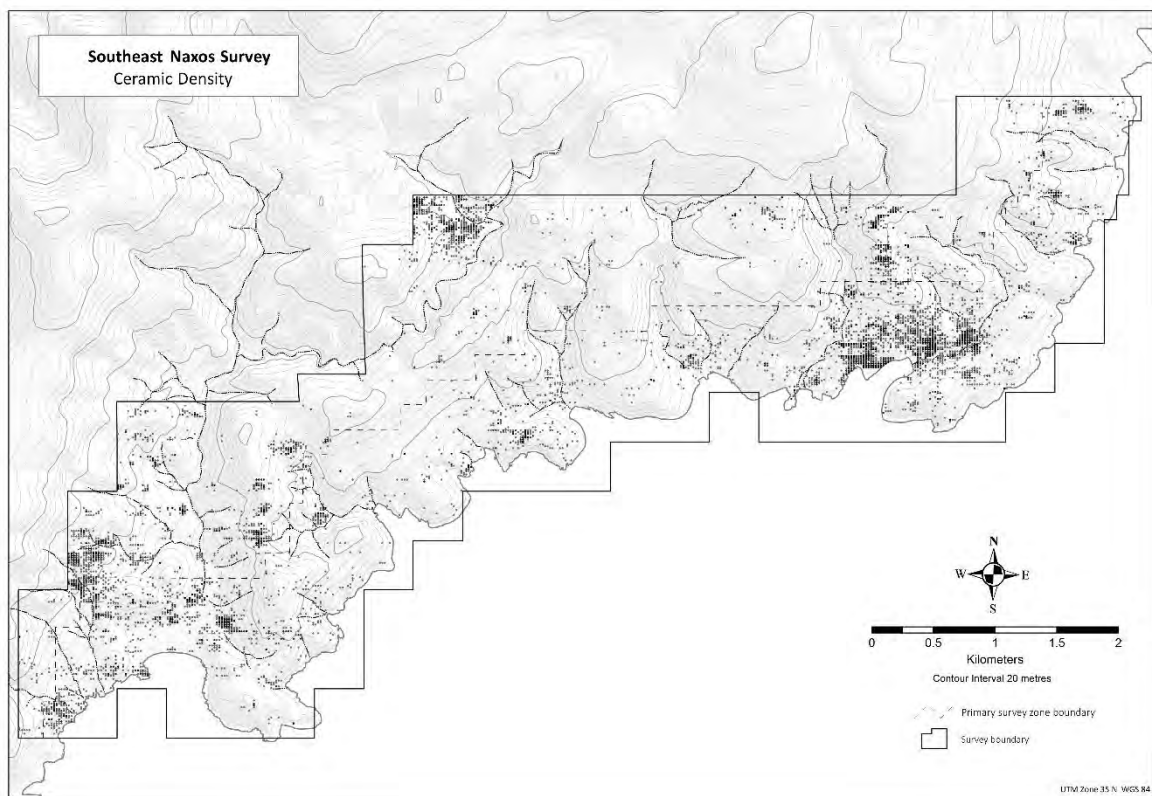 Southeast Naxos Survey
Ceramic Density
N
W E
S
0 0.5 1.0 1.5 2
Kilometers
Contour Interval 20 metres
Primary survey zone boundary
Survey boundary
UTM Zone 35 N WGS 84